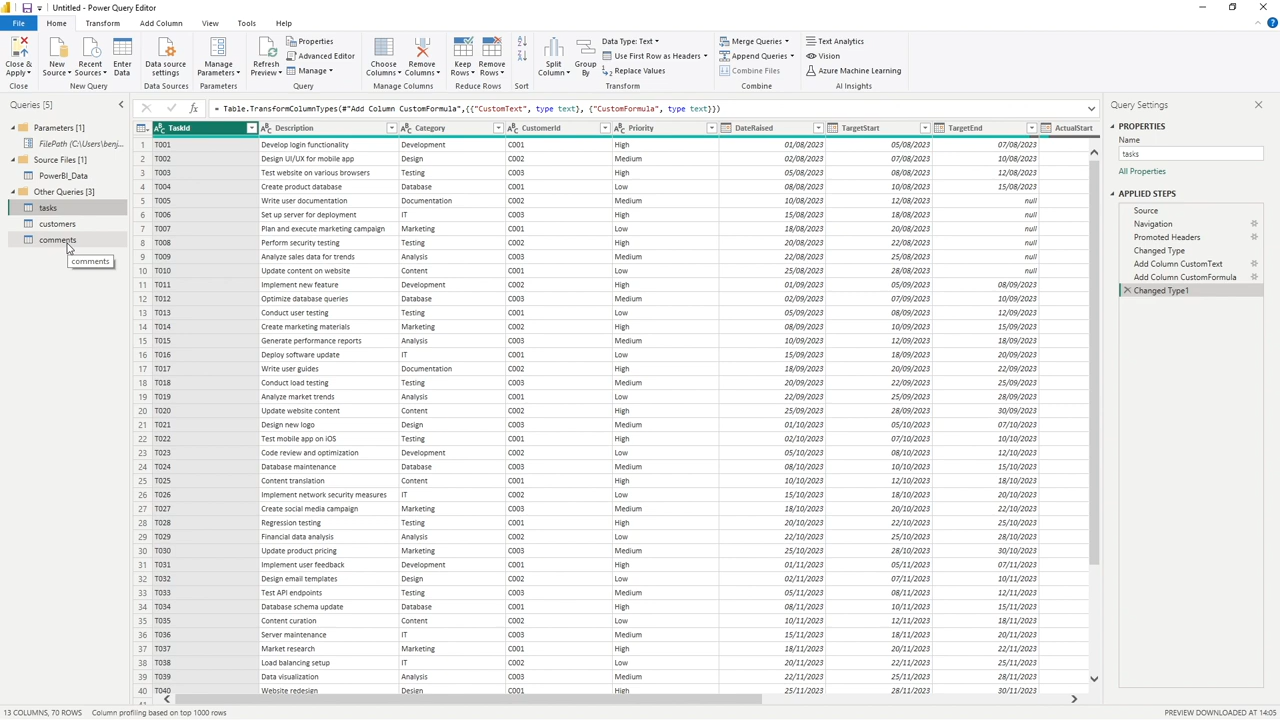 Untitled - Power Query Editor
File Home Transform Add Column View Tools Help
Close & Apply
New Source
Recent Sources
Enter Data
Data source settings
Manage Parameters
Refresh Preview
Properties
Advanced Editor
Manage
Choose Columns
Remove Columns
Keep Rows
Remove Rows
Split Column
Group By
Data Type: Text
Use First Row as Headers
Replace Values
Merge Queries
Append Queries
Combine Files
Text Analytics
Vision
Azure Machine Learning
Close New Query Data Sources Parameters Query Manage Columns Reduce Rows Sort Transform Combine AI Insights
Queries [5]
= Table.TransformColumnTypes(#"Add Column CustomFormula",{{"CustomText", type text}, {"CustomFormula", type text}})
Parameters [1]
FilePath (C:\Users\benj...
Source Files [1]
PowerBI_Data
Other Queries [3]
tasks
customers
comments
comments
TaskId Description Category CustomerId Priority DateRaised TargetStart TargetEnd ActualStart
1 T001 Develop login functionality Development C001 High 01/08/2023 05/08/2023 07/08/2023
2 T002 Design UI/UX for mobile app Design C002 Medium 02/08/2023 07/08/2023 10/08/2023
3 T003 Test website on various browsers Testing C003 Medium 05/08/2023 08/08/2023 12/08/2023
4 T004 Create product database Database C001 Low 08/08/2023 10/08/2023 15/08/2023
5 T005 Write user documentation Documentation C002 Medium 10/08/2023 12/08/2023 null
6 T006 Set up server for deployment IT C003 High 15/08/2023 18/08/2023 null
7 T007 Plan and execute marketing campaign Marketing C001 Low 18/08/2023 20/08/2023 null
8 T008 Perform security testing Testing C002 High 20/08/2023 22/08/2023 null
9 T009 Analyze sales data for trends Analysis C003 Medium 22/08/2023 25/08/2023 null
10 T010 Update content on website Content C001 Low 25/08/2023 28/08/2023 null
11 T011 Implement new feature Development C002 High 01/09/2023 05/09/2023 08/09/2023
12 T012 Optimize database queries Database C003 Medium 02/09/2023 07/09/2023 10/09/2023
13 T013 Conduct user testing Testing C001 Low 05/09/2023 08/09/2023 12/09/2023
14 T014 Create marketing materials Marketing C002 High 08/09/2023 10/09/2023 15/09/2023
15 T015 Generate performance reports Analysis C003 Medium 10/09/2023 12/09/2023 18/09/2023
16 T016 Deploy software update IT C001 Low 15/09/2023 18/09/2023 20/09/2023
17 T017 Write user guides Documentation C002 High 18/09/2023 20/09/2023 22/09/2023
18 T018 Conduct load testing Testing C003 Medium 20/09/2023 22/09/2023 25/09/2023
19 T019 Analyze market trends Analysis C001 Low 22/09/2023 25/09/2023 28/09/2023
20 T020 Update website content Content C002 High 25/09/2023 28/09/2023 30/09/2023
21 T021 Design new logo Design C003 Medium 01/10/2023 05/10/2023 07/10/2023
22 T022 Test mobile app on iOS Testing C001 High 02/10/2023 07/10/2023 10/10/2023
23 T023 Code review and optimization Development C002 Low 05/10/2023 08/10/2023 12/10/2023
24 T024 Database maintenance Database C003 Medium 08/10/2023 10/10/2023 15/10/2023
25 T025 Content translation Content C001 High 10/10/2023 12/10/2023 18/10/2023
26 T026 Implement network security measures IT C002 Low 15/10/2023 18/10/2023 20/10/2023
27 T027 Create social media campaign Marketing C003 Medium 18/10/2023 20/10/2023 22/10/2023
28 T028 Regression testing Testing C001 High 20/10/2023 22/10/2023 25/10/2023
29 T029 Financial data analysis Analysis C002 Low 22/10/2023 25/10/2023 28/10/2023
30 T030 Update product pricing Marketing C003 Medium 25/10/2023 28/10/2023 30/10/2023
31 T031 Implement user feedback Development C001 High 01/11/2023 05/11/2023 07/11/2023
32 T032 Design email templates Design C002 Low 02/11/2023 07/11/2023 10/11/2023
33 T033 Test API endpoints Testing C003 Medium 05/11/2023 08/11/2023 12/11/2023
34 T034 Database schema update Database C001 High 08/11/2023 10/11/2023 15/11/2023
35 T035 Content curation Content C002 Low 10/11/2023 12/11/2023 18/11/2023
36 T036 Server maintenance IT C003 Medium 15/11/2023 18/11/2023 20/11/2023
37 T037 Market research Marketing C001 High 18/11/2023 20/11/2023 22/11/2023
38 T038 Load balancing setup IT C002 Low 20/11/2023 22/11/2023 25/11/2023
39 T039 Data visualization Analysis C003 Medium 22/11/2023 25/11/2023 28/11/2023
40 T040 Website redesign Design C001 High 25/11/2023 28/11/2023 30/11/2023
Query Settings
PROPERTIES
Name
tasks
All Properties
APPLIED STEPS
Source
Navigation
Promoted Headers
Changed Type
Add Column CustomText
Add Column CustomFormula
Changed Type1
13 COLUMNS, 70 ROWS Column profiling based on top 1000 rows PREVIEW DOWNLOADED AT 14:05